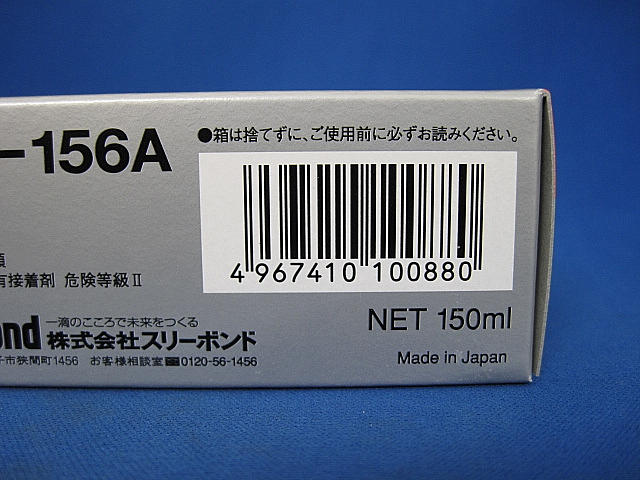 ●箱は捨てずに、ご使用前に必ずお読みください。
-156A
4 967410 100880
有接着剤 危険等級Ⅱ
一滴のこころで未来をつくる
ond 株式会社スリーボンド
子市狭間町1456 お客様相談室 0120-56-1456
NET 150ml
Made in Japan